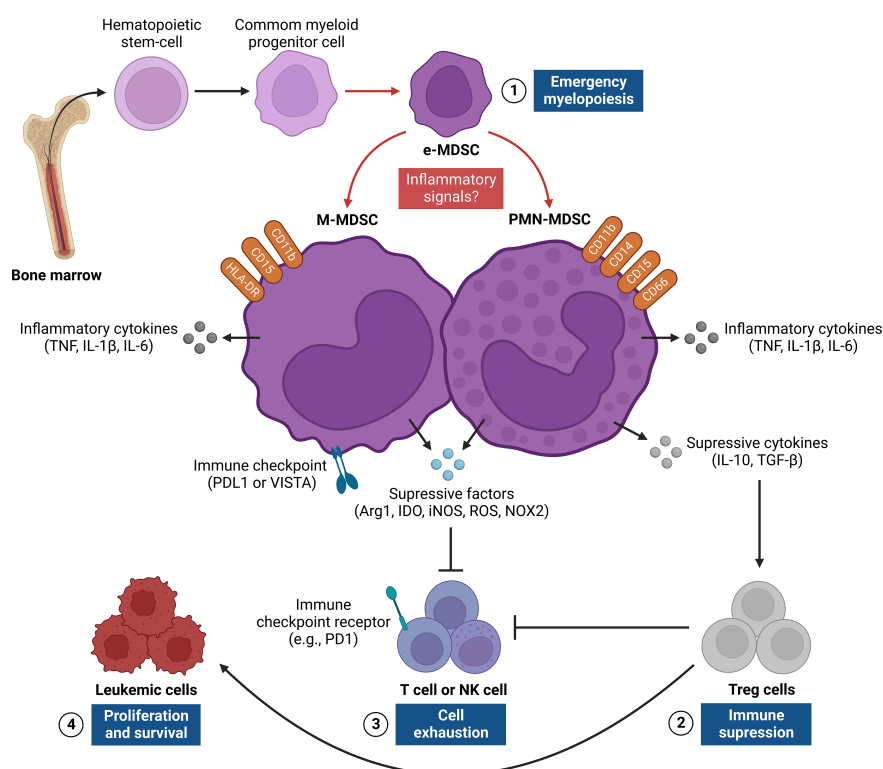 Hematopoietic
stem-cell
Commom myeloid
progenitor cell
1
Emergency
myelopoiesis
e-MDSC
Inflammatory
signals?
Bone marrow
M-MDSC
PMN-MDSC
HLA-DR
CD15
CD11b
CD11b
CD14
CD15
CD66
Inflammatory cytokines
(TNF, IL-1β, IL-6)
Inflammatory cytokines
(TNF, IL-1β, IL-6)
Immune checkpoint
(PDL1 or VISTA)
Supressive factors
(Arg1, IDO, iNOS, ROS, NOX2)
Supressive cytokines
(IL-10, TGF-β)
Immune
checkpoint receptor
(e.g., PD1)
Leukemic cells
4
Proliferation
and survival
T cell or NK cell
3
Cell
exhaustion
Treg cells
2
Immune
supression